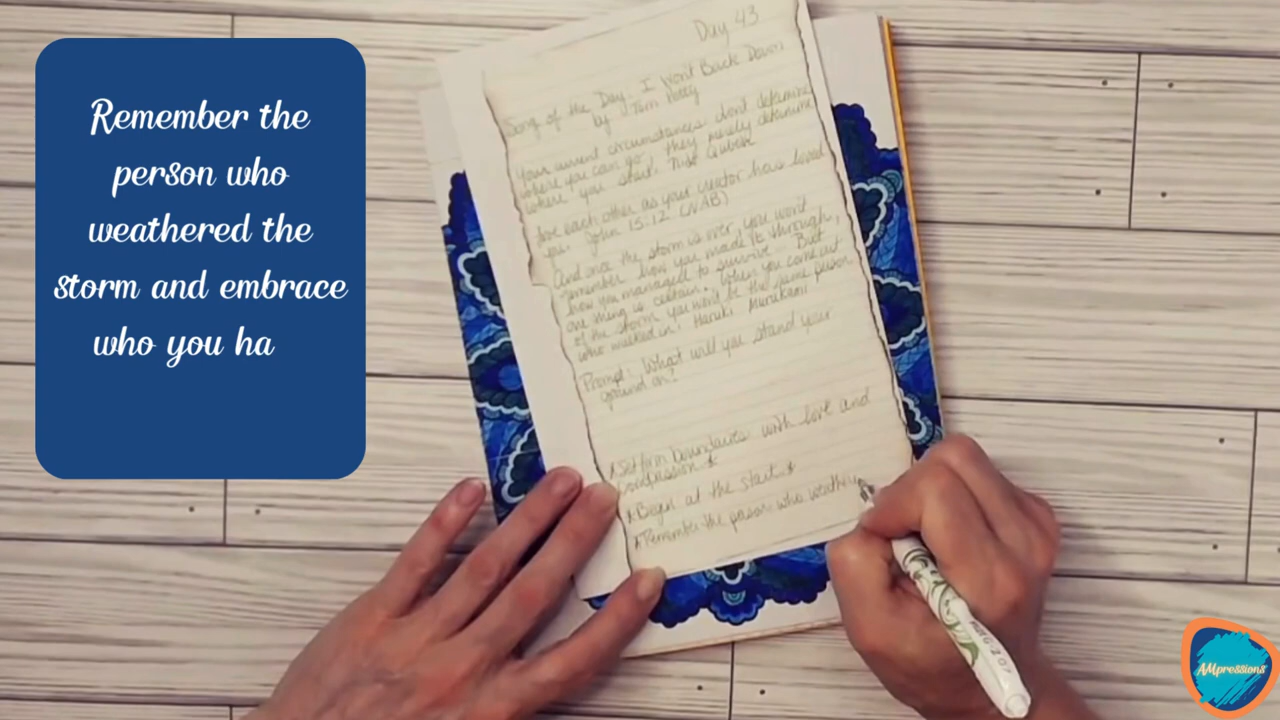 Remember the
person who
weathered the
storm and embrace
who you ha
Day 43
Song of the Day: I Won't Back Down
by Tom Petty
Your current circumstances don't determine
where you can go; they merely determine
where you start. Nido Qubein
love each other as your creator has loved
you. John 15:12 (NAB)
And once the storm is over, you won't
remember how you made it through,
how you managed to survive. But
one thing is certain. When you come out
of the storm you won't be the same person
who walked in. Haruki Murakami
Prompt: What will you stand your
ground on?
* Set firm boundaries with love and
compassion *
* Begin at the start *
* Remember the person who weathere
AMpressions